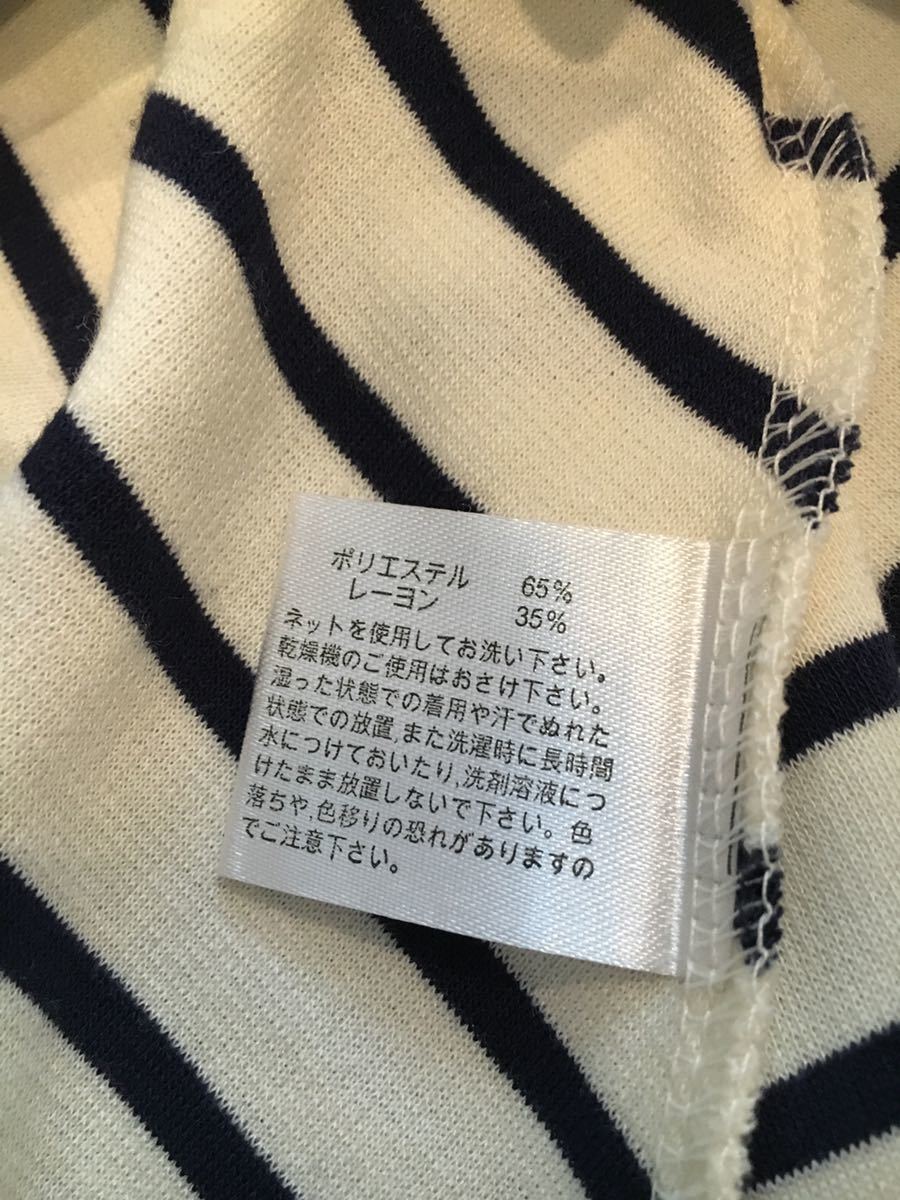 ポリエステル 65%
レーヨン 35%
ネットを使用してお洗い下さい。
乾燥機のご使用はおさけ下さい。
湿った状態での着用や汗でぬれた
状態での放置,また洗濯時に長時間
水につけておいたり,洗剤溶液につ
けたまま放置しないで下さい。色
落ちや,色移りの恐れがありますの
でご注意下さい。